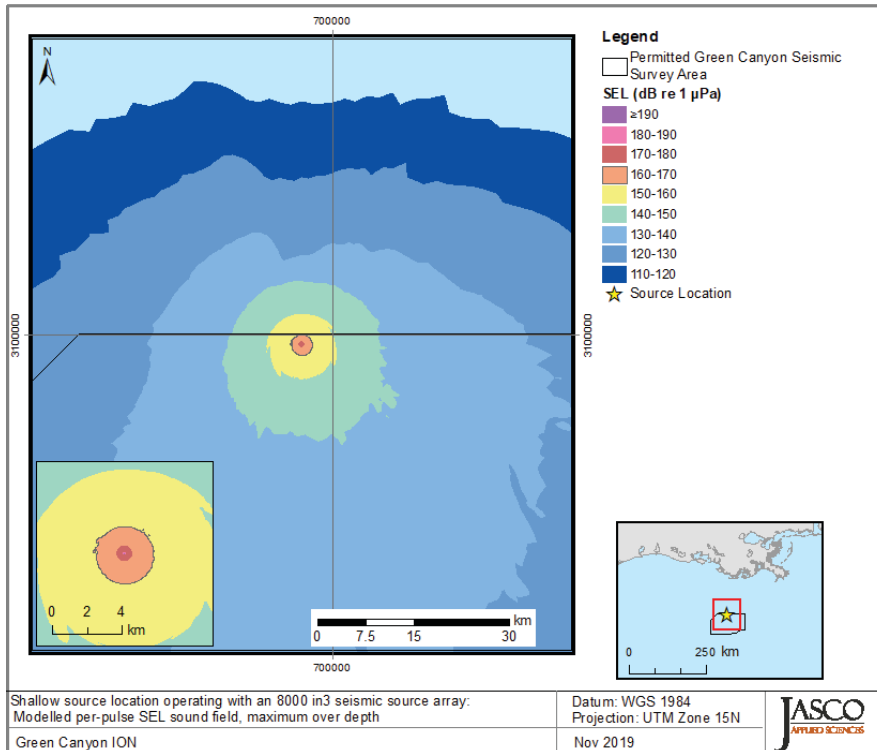 700000
N
3100000
3100000
0 2 4
km
km
0 7.5 15 30
700000
Legend
Permitted Green Canyon Seismic
Survey Area
SEL (dB re 1 µPa)
≥190
180-190
170-180
160-170
150-160
140-150
130-140
120-130
110-120
Source Location
0 250 km
Shallow source location operating with an 8000 in3 seismic source array:
Modelled per-pulse SEL sound field, maximum over depth
Green Canyon ION
Datum: WGS 1984
Projection: UTM Zone 15N
Nov 2019
JASCO
APPLIED SCIENCES